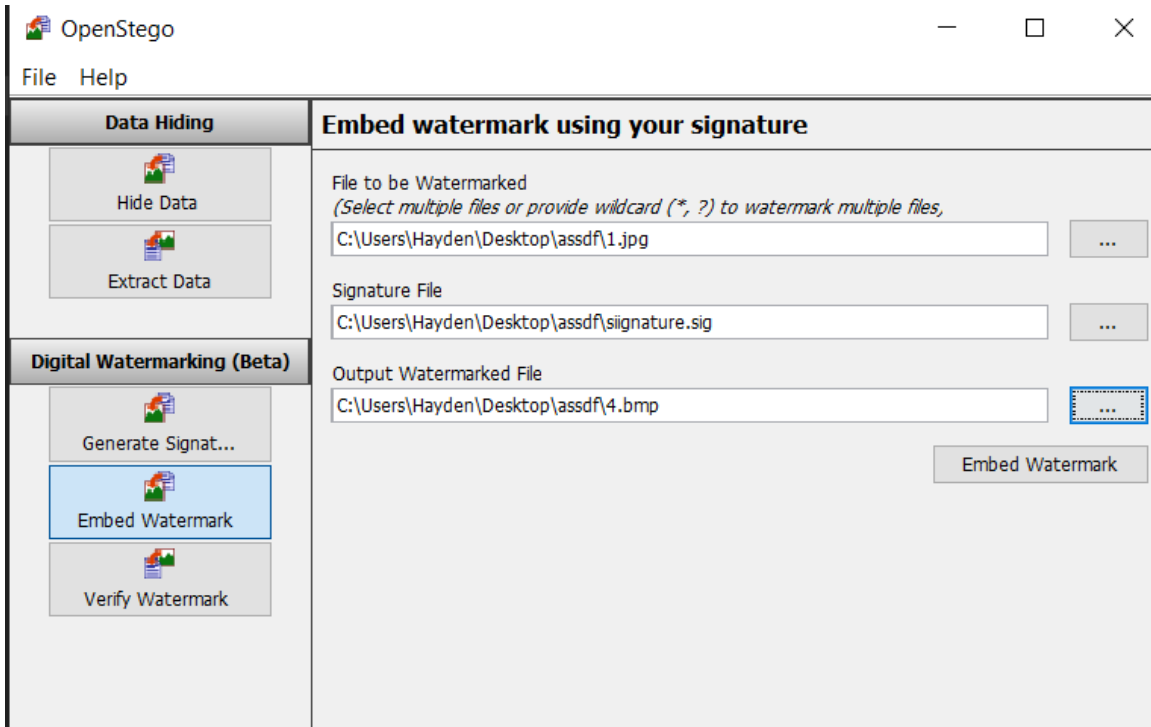 OpenStego
File Help
Data Hiding
Hide Data
Extract Data
Digital Watermarking (Beta)
Generate Signat...
Embed Watermark
Verify Watermark
Embed watermark using your signature
File to be Watermarked
(Select multiple files or provide wildcard (*, ?) to watermark multiple files,
C:\Users\Hayden\Desktop\assdf\1.jpg
...
Signature File
C:\Users\Hayden\Desktop\assdf\siignature.sig
...
Output Watermarked File
C:\Users\Hayden\Desktop\assdf\4.bmp
...
Embed Watermark